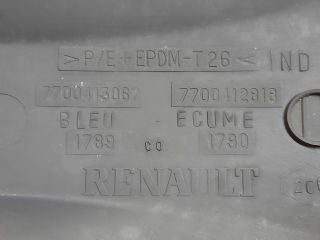 >P/E-EPDM-T26< IND
7700413087 7700412818
BLEU ECUME
1789 CO 1790
RENAULT